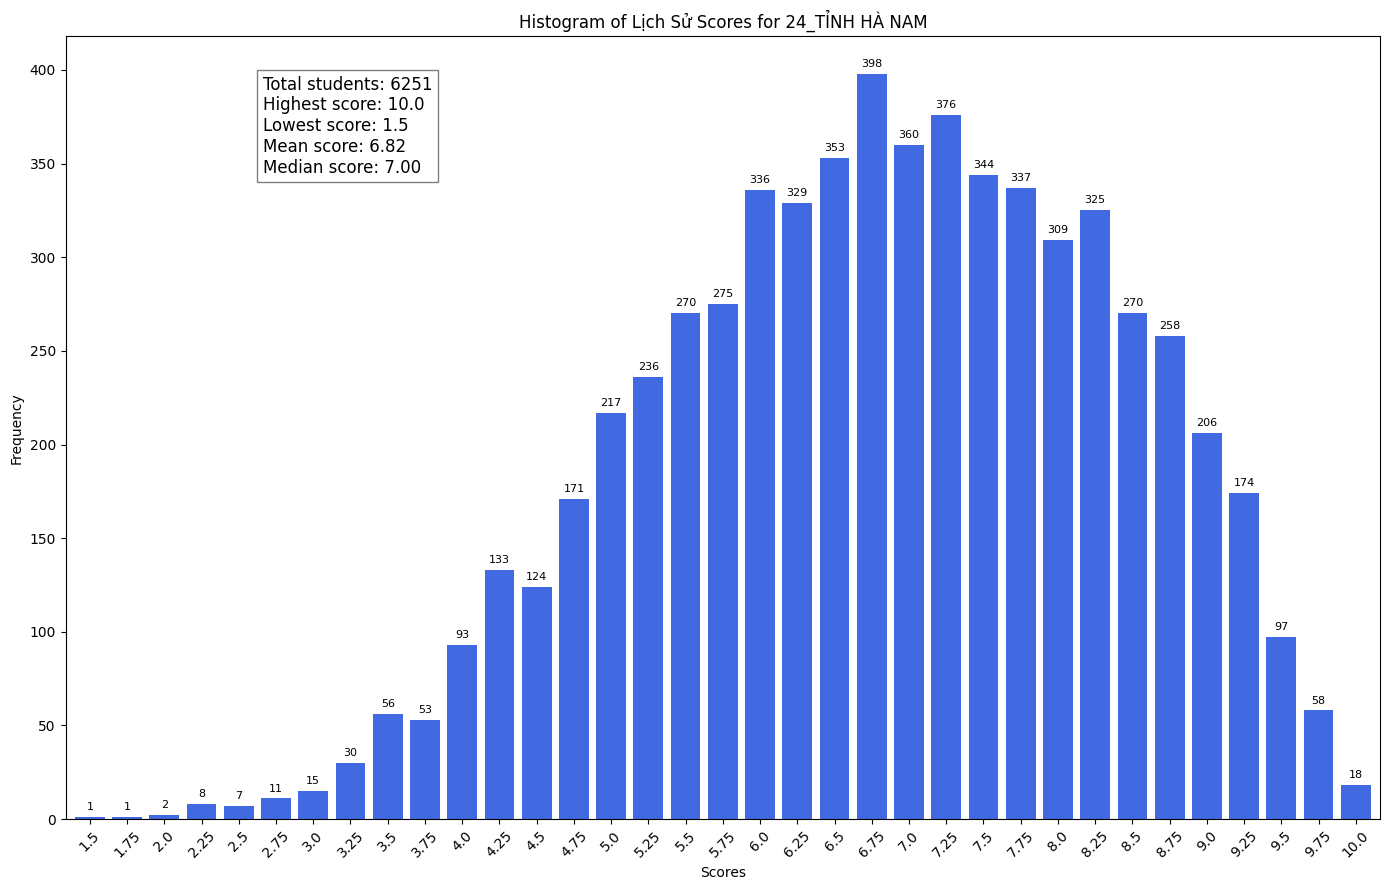 Histogram of Lịch Sử Scores for 24_TỈNH HÀ NAM
Total students: 6251
Highest score: 10.0
Lowest score: 1.5
Mean score: 6.82
Median score: 7.00
Frequency
400
350
300
250
200
150
100
50
0
1 1 2 8 7 11 15 30 56 53 93 133 124 171 217 236 270 275 336 329 353 398 360 376 344 337 309 325 270 258 206 174 97 58 18
1.5 1.75 2.0 2.25 2.5 2.75 3.0 3.25 3.5 3.75 4.0 4.25 4.5 4.75 5.0 5.25 5.5 5.75 6.0 6.25 6.5 6.75 7.0 7.25 7.5 7.75 8.0 8.25 8.5 8.75 9.0 9.25 9.5 9.75 10.0
Scores